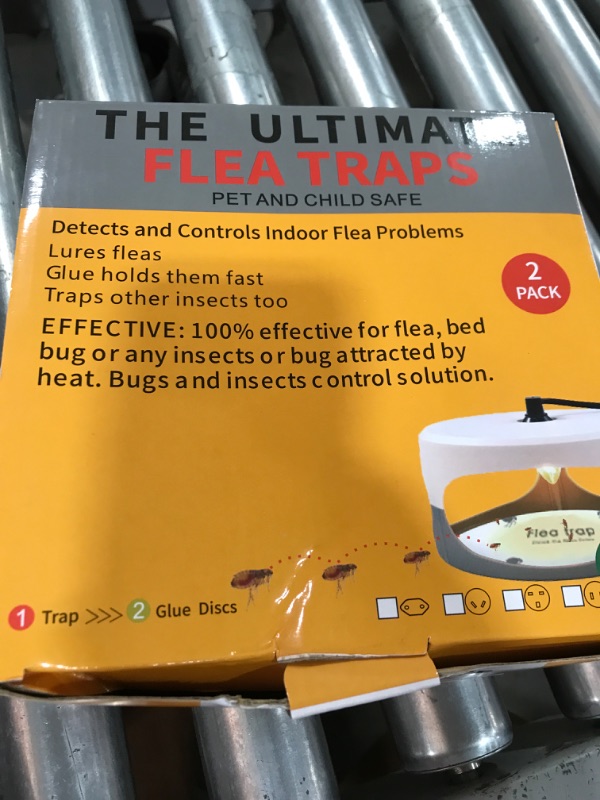 THE ULTIMAT
FLEA TRAPS
PET AND CHILD SAFE
Detects and Controls Indoor Flea Problems
Lures fleas
Glue holds them fast
Traps other insects too
2
PACK
EFFECTIVE: 100% effective for flea, bed
bug or any insects or bug attracted by
heat. Bugs and insects control solution.
Flea
1 Trap >>> 2 Glue Discs